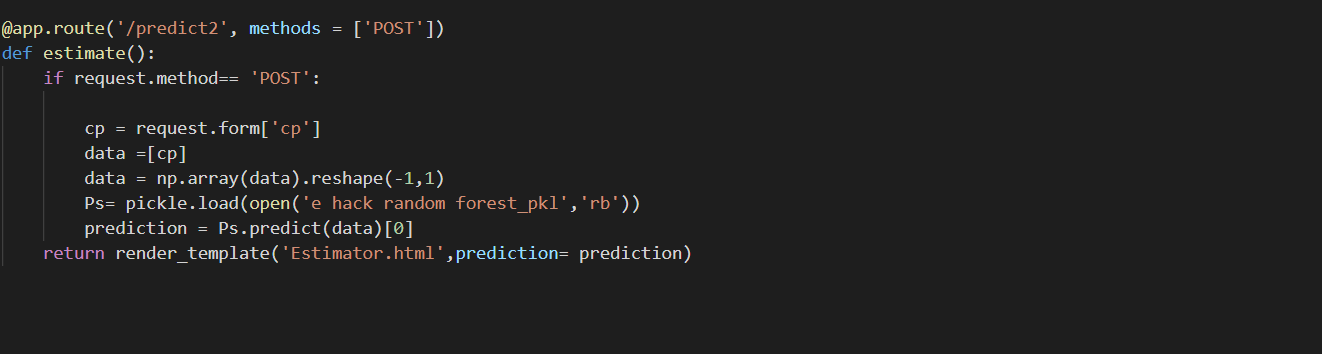 @app.route('/predict2', methods = ['POST'])
def estimate():
    if request.method== 'POST':
        cp = request.form['cp']
        data =[cp]
        data = np.array(data).reshape(-1,1)
        Ps= pickle.load(open('e hack random forest_pkl','rb'))
        prediction = Ps.predict(data)[0]
    return render_template('Estimator.html',prediction= prediction)